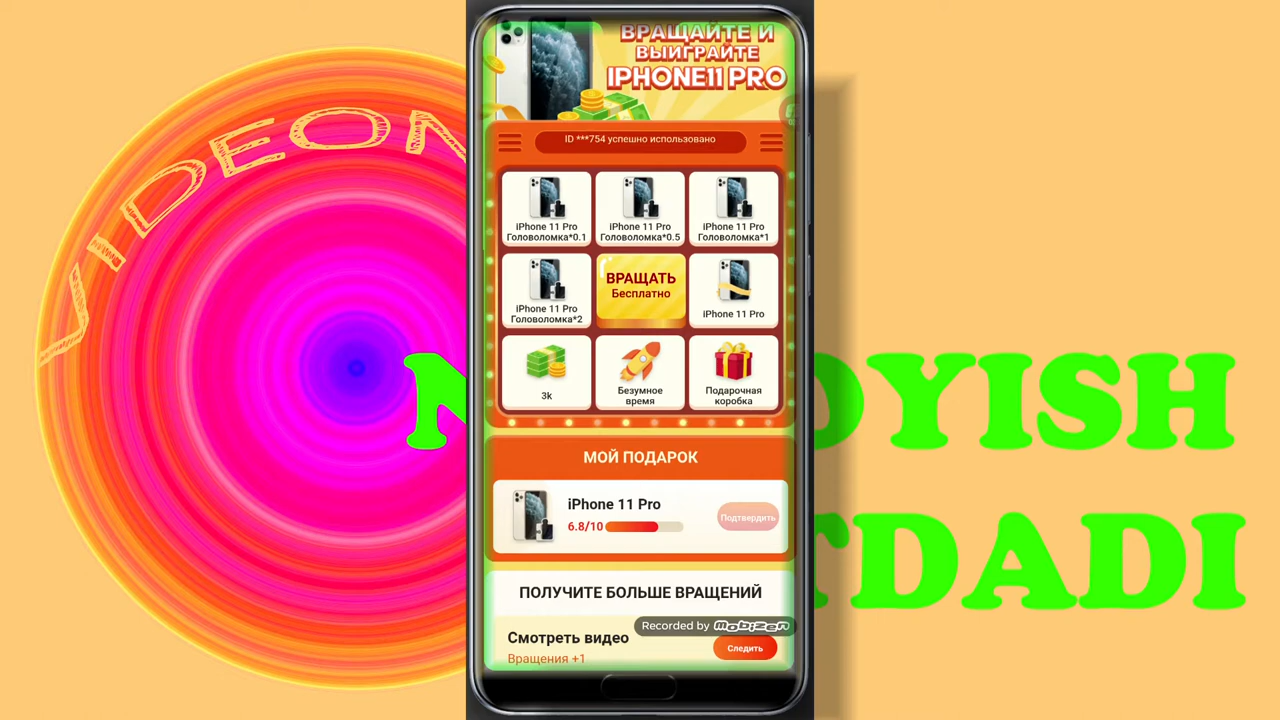 VIDEON
ВРАЩАЙТЕ И
ВЫИГРАЙТЕ
IPHONE11 PRO
ID ***754 успешно использовано
iPhone 11 Pro
Головоломка*0.1
iPhone 11 Pro
Головоломка*0.5
iPhone 11 Pro
Головоломка*1
iPhone 11 Pro
Головоломка*2
ВРАЩАТЬ
Бесплатно
iPhone 11 Pro
3k
Безумное
время
Подарочная
коробка
OYISH
TDADI
МОЙ ПОДАРОК
iPhone 11 Pro
6.8/10
Подтвердить
ПОЛУЧИТЕ БОЛЬШЕ ВРАЩЕНИЙ
Recorded by mobizen
Смотреть видео
Вращения +1
Следить